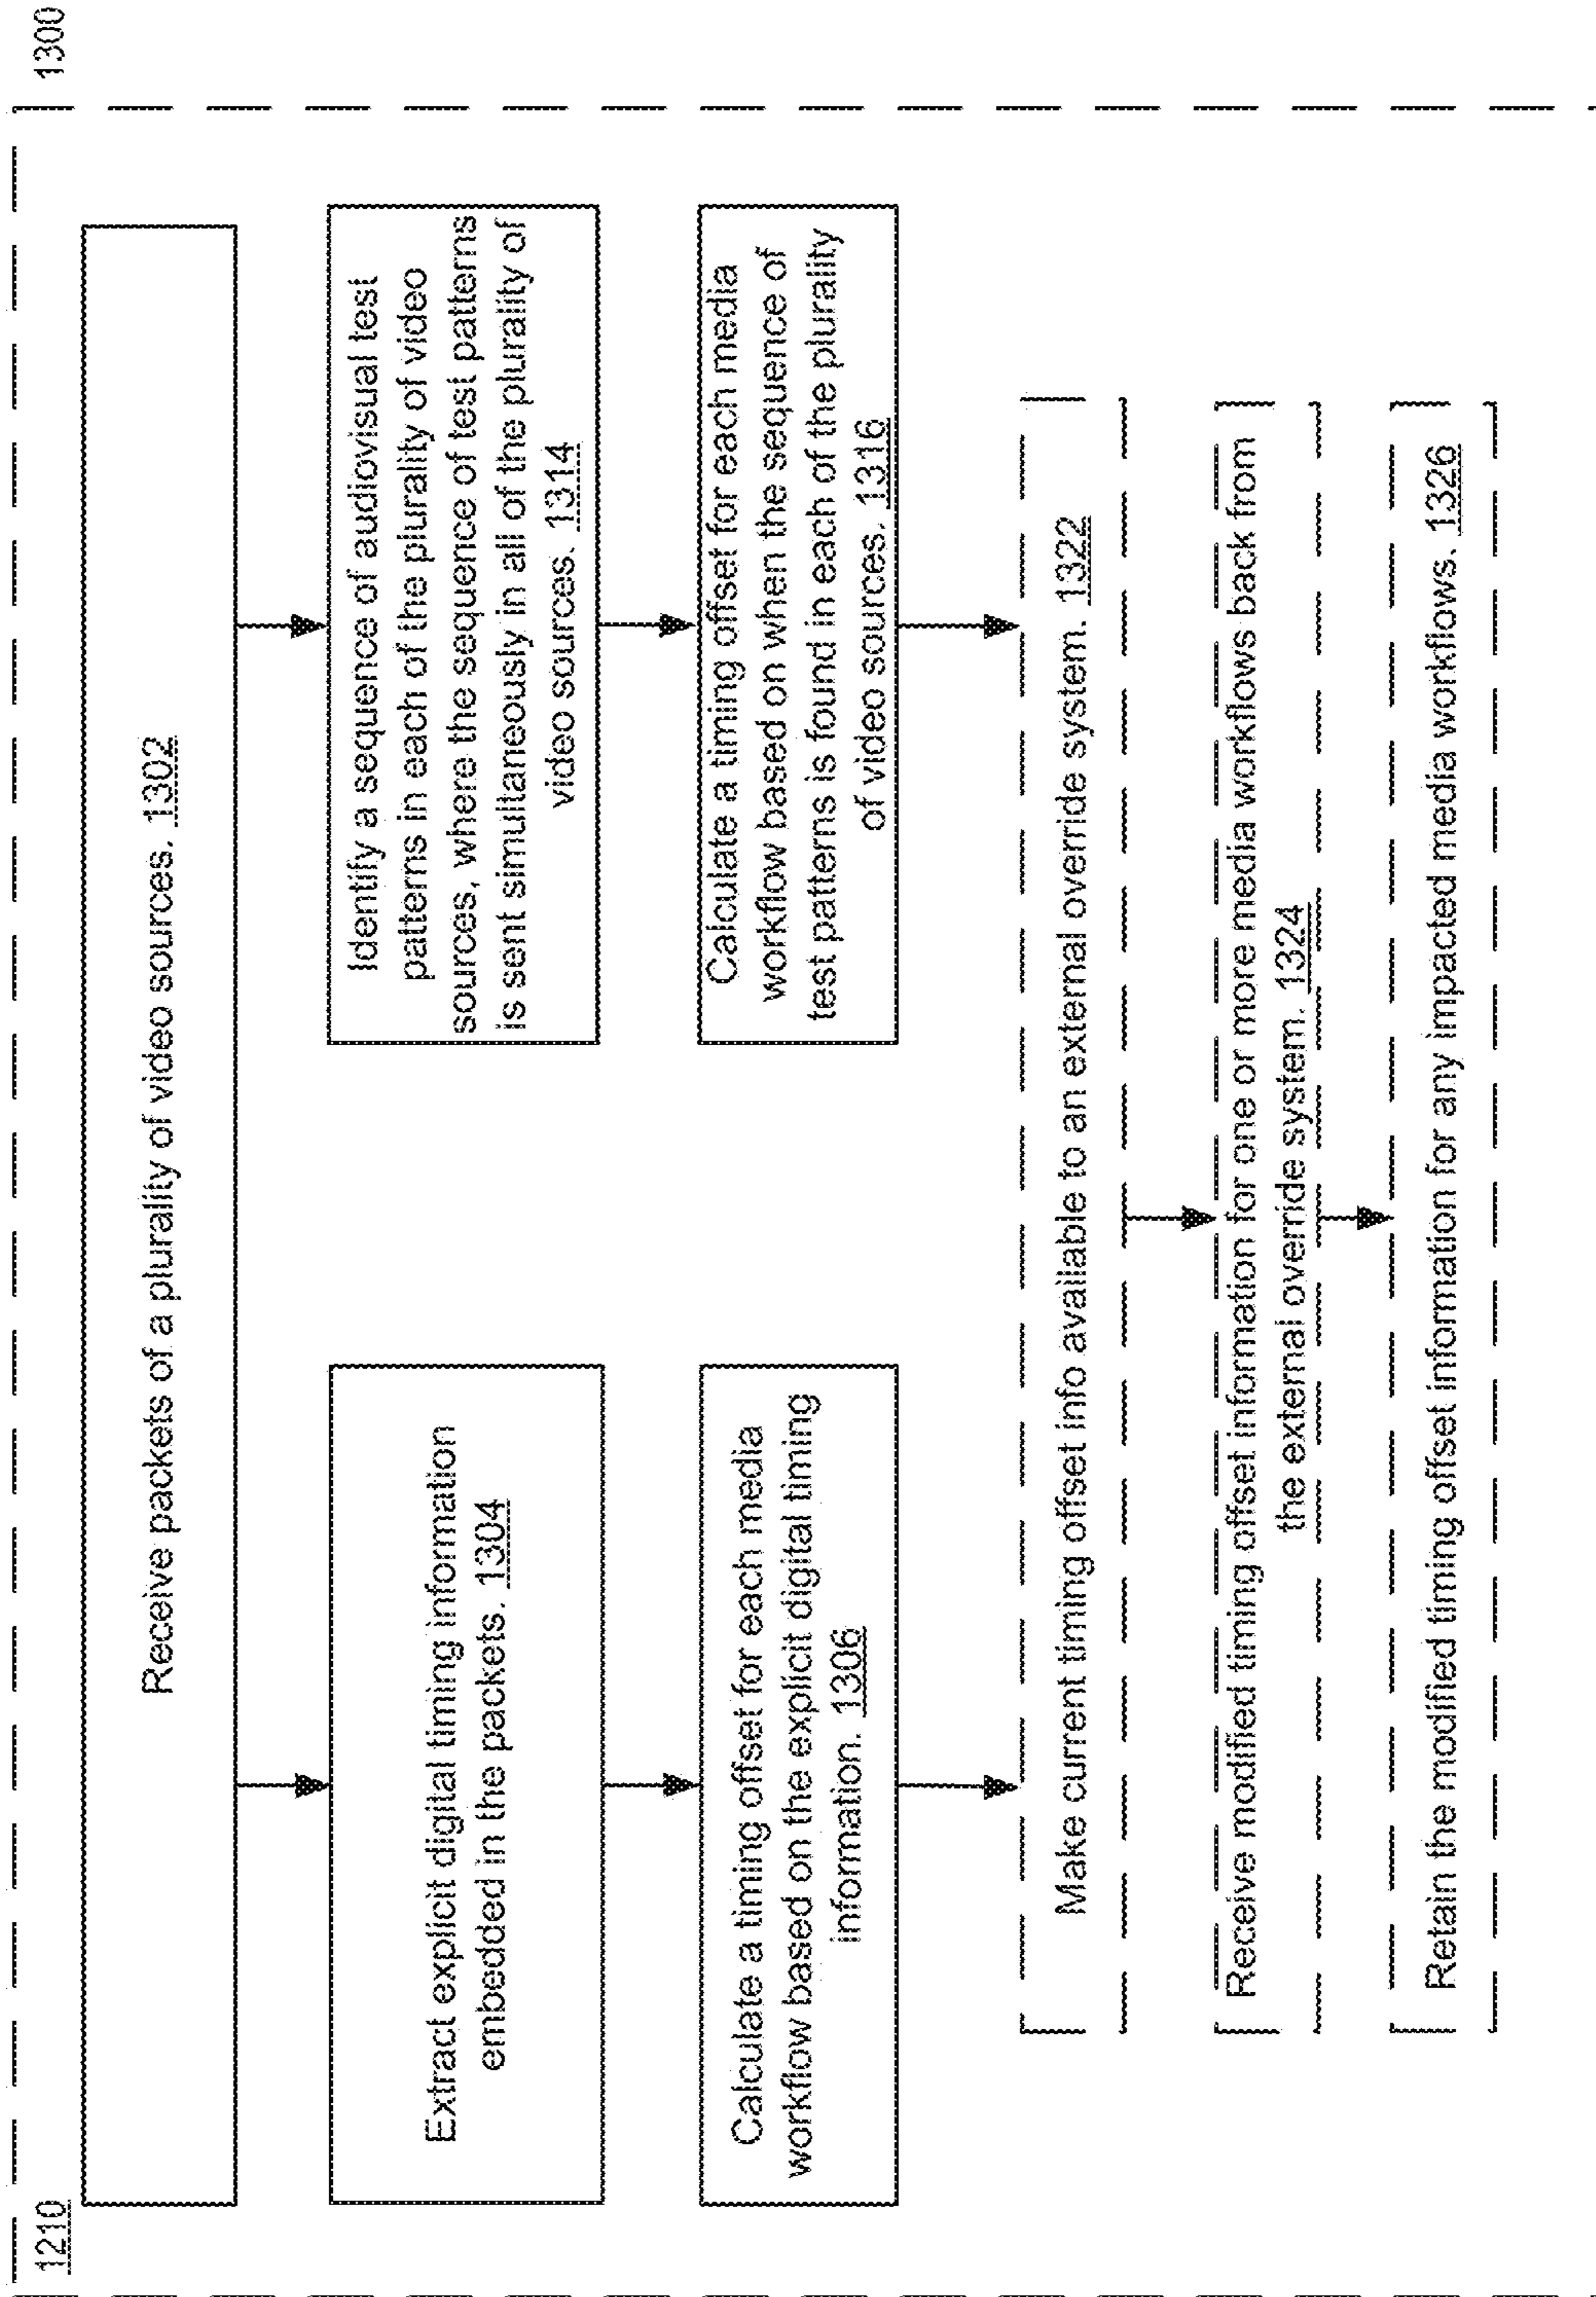 1210
1300
Receive packets of a plurality of video sources. 1302
Extract explicit digital timing information
embedded in the packets. 1304
Identify a sequence of audiovisual test
patterns in each of the plurality of video
sources, where the sequence of test patterns
is sent simultaneously in all of the plurality of
video sources. 1314
Calculate a timing offset for each media
workflow based on the explicit digital timing
information. 1306
Calculate a timing offset for each media
workflow based on when the sequence of
test patterns is found in each of the plurality
of video sources. 1316
Make current timing offset info available to an external override system. 1322
Receive modified timing offset information for one or more media workflows back from
the external override system. 1324
Retain the modified timing offset information for any impacted media workflows. 1326